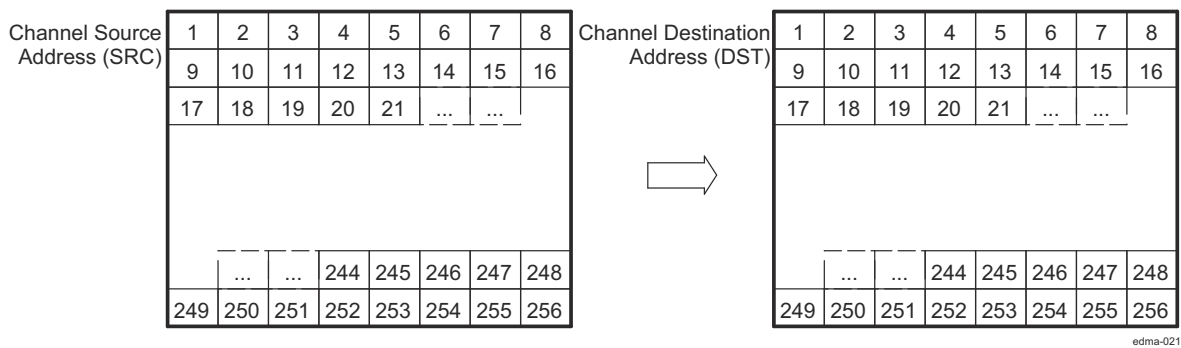 Channel Source 1 2 3 4 5 6 7 8 Channel Destination 1 2 3 4 5 6 7 8
Address (SRC) 9 10 11 12 13 14 15 16 Address (DST) 9 10 11 12 13 14 15 16
17 18 19 20 21 ... ... 17 18 19 20 21 ... ...
... ... 244 245 246 247 248 ... ... 244 245 246 247 248
249 250 251 252 253 254 255 256 249 250 251 252 253 254 255 256
edma-021